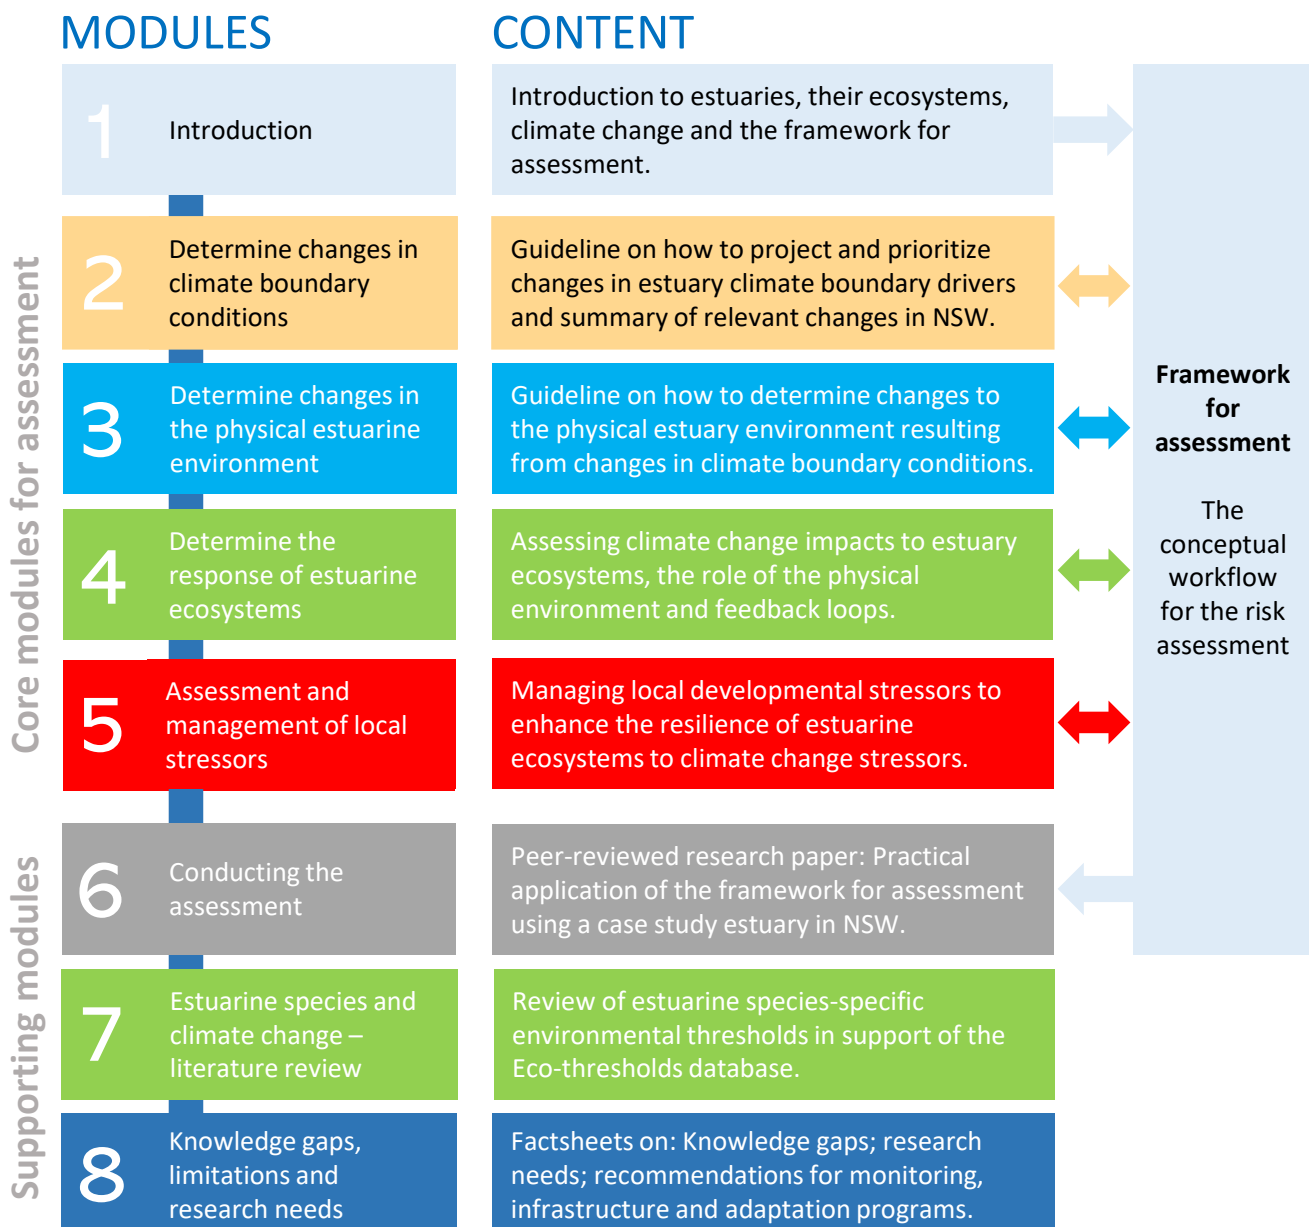 MODULES
CONTENT
1
Introduction
Introduction to estuaries, their ecosystems,
climate change and the framework for
assessment.
Core modules for assessment
2
Determine changes in
climate boundary
conditions
Guideline on how to project and prioritize
changes in estuary climate boundary drivers
and summary of relevant changes in NSW.
3
Determine changes in
the physical estuarine
environment
Guideline on how to determine changes to
the physical estuary environment resulting
from changes in climate boundary conditions.
4
Determine the
response of estuarine
ecosystems
Assessing climate change impacts to estuary
ecosystems, the role of the physical
environment and feedback loops.
5
Assessment and
management of local
stressors
Managing local developmental stressors to
enhance the resilience of estuarine
ecosystems to climate change stressors.
Supporting modules
6
Conducting the
assessment
Peer-reviewed research paper: Practical
application of the framework for assessment
using a case study estuary in NSW.
7
Estuarine species and
climate change –
literature review
Review of estuarine species-specific
environmental thresholds in support of the
Eco-thresholds database.
8
Knowledge gaps,
limitations and
research needs
Factsheets on: Knowledge gaps; research
needs; recommendations for monitoring,
infrastructure and adaptation programs.
Framework
for
assessment
The
conceptual
workflow
for the risk
assessment